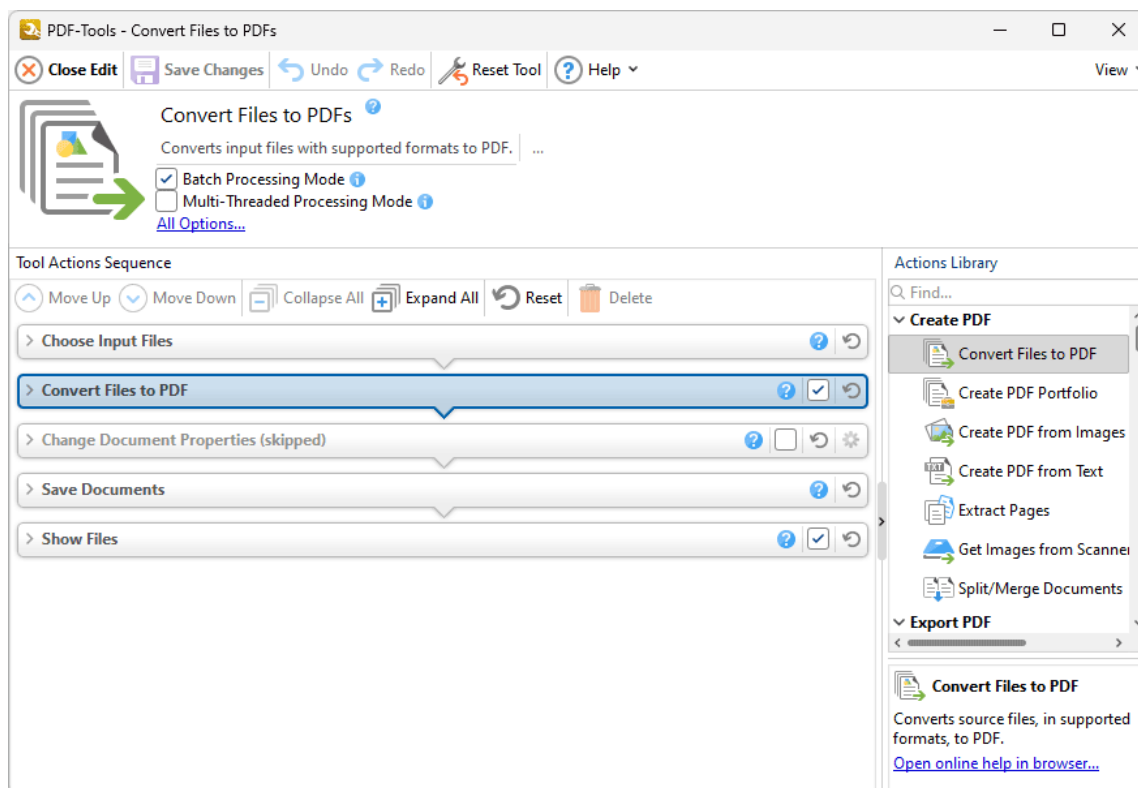 PDF-Tools - Convert Files to PDFs
Close Edit Save Changes Undo Redo Reset Tool Help View
Convert Files to PDFs
Converts input files with supported formats to PDF. ...
Batch Processing Mode
Multi-Threaded Processing Mode
All Options...
Tool Actions Sequence
Move Up Move Down Collapse All Expand All Reset Delete
Choose Input Files
Convert Files to PDF
Change Document Properties (skipped)
Save Documents
Show Files
Actions Library
Find...
Create PDF
Convert Files to PDF
Create PDF Portfolio
Create PDF from Images
TXT
Create PDF from Text
Extract Pages
Get Images from Scanner
Split/Merge Documents
Export PDF
Convert Files to PDF
Converts source files, in supported
formats, to PDF.
Open online help in browser...